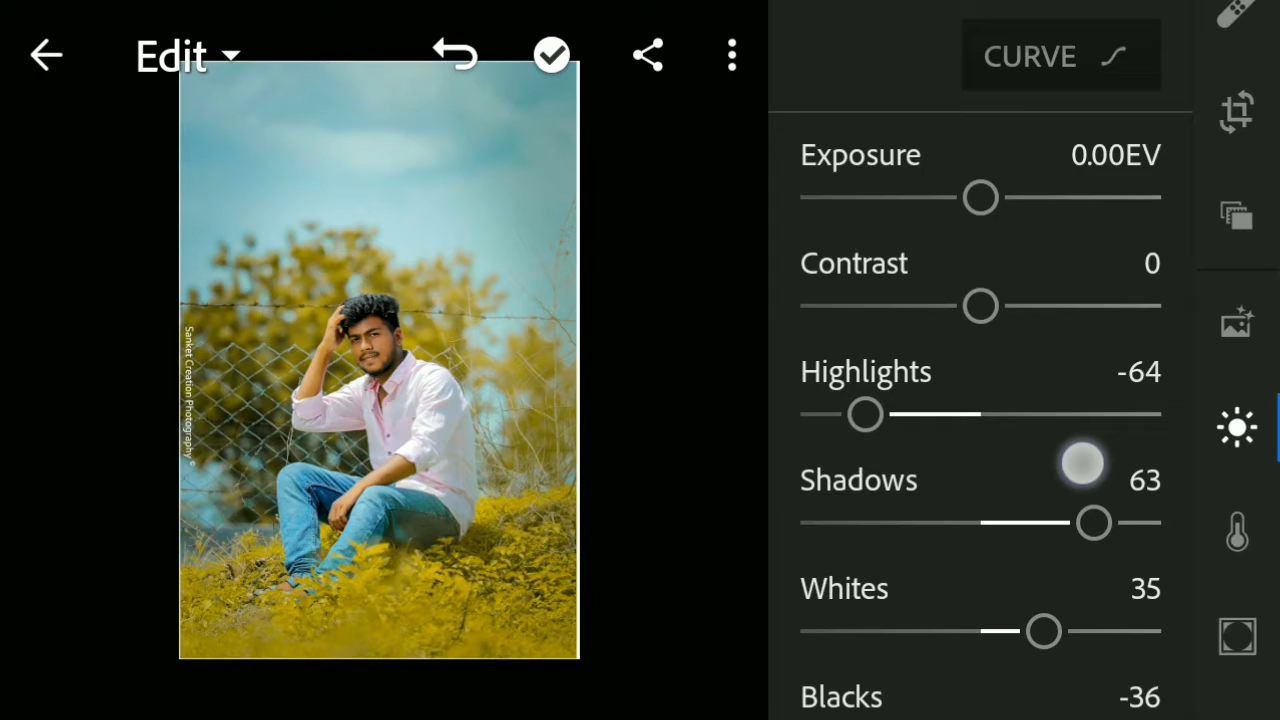 Edit
CURVE
Exposure 0.00EV
Contrast 0
Highlights -64
Shadows 63
Whites 35
Blacks -36
Sanket Creation Photography ©